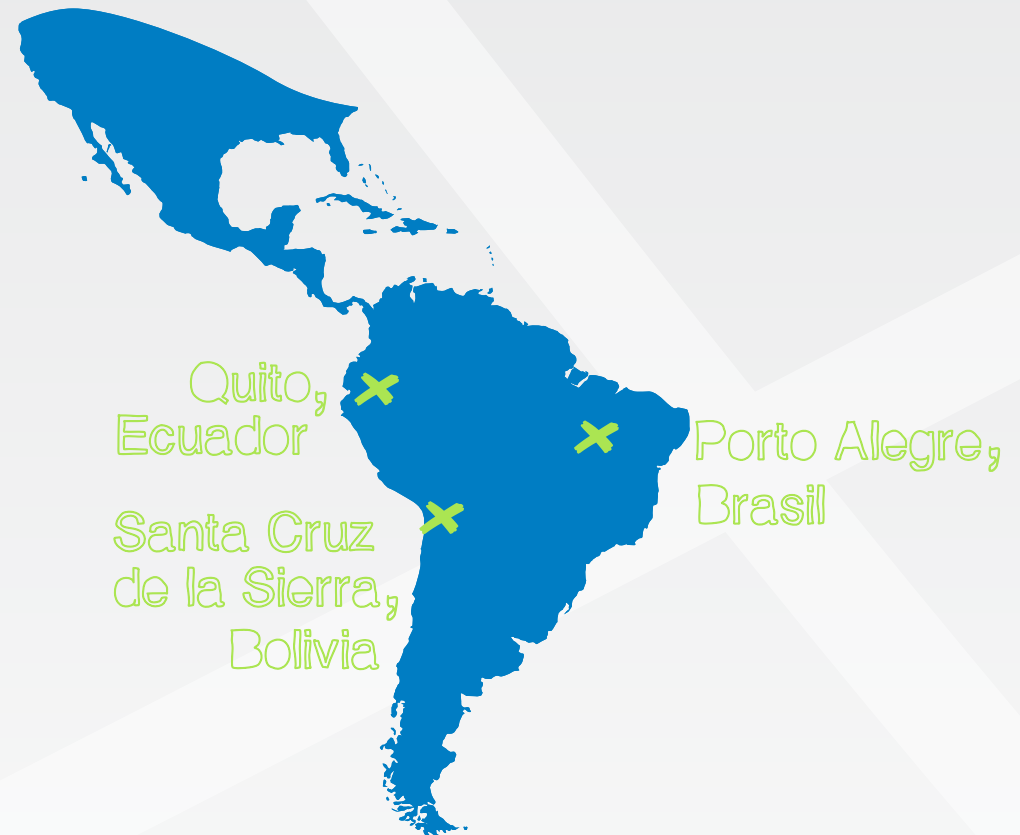 Quito,
Ecuador
Porto Alegre,
Brasil
Santa Cruz
de la Sierra,
Bolivia